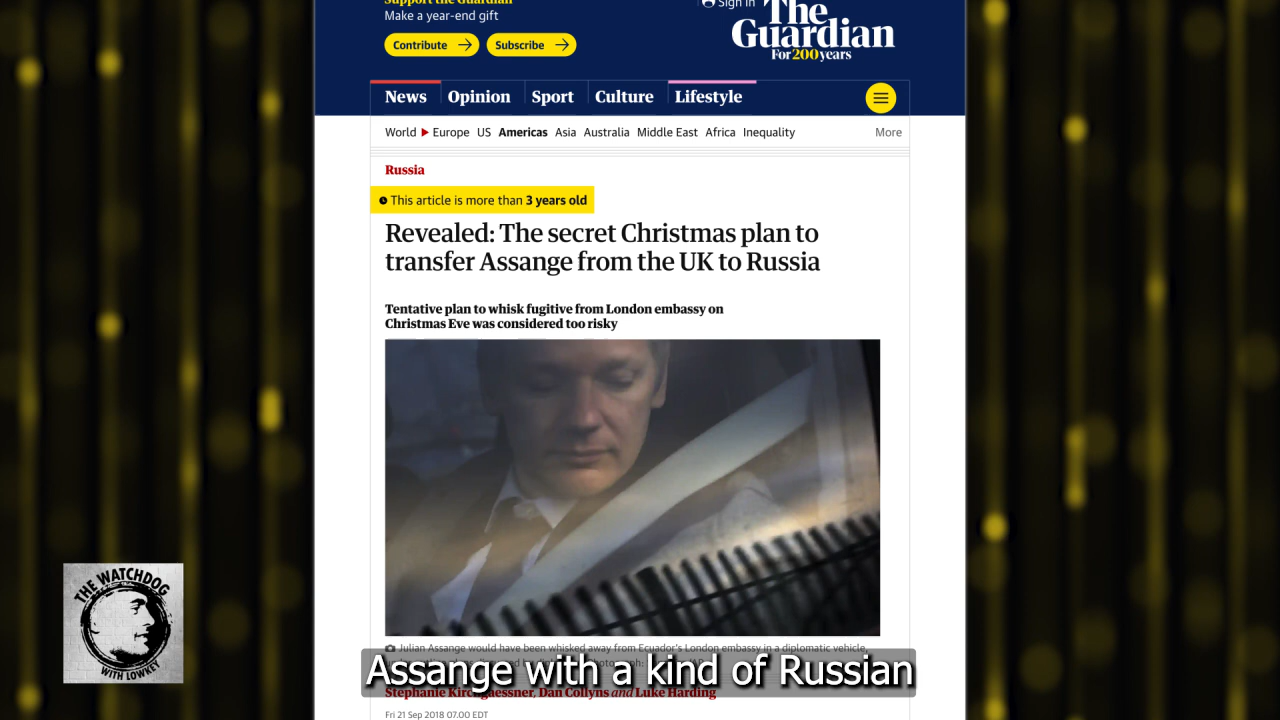 Support the Guardian
Make a year-end gift
Contribute
Subscribe
Sign in
The
Guardian
For 200 years
News
Opinion
Sport
Culture
Lifestyle
World
Europe
US
Americas
Asia
Australia
Middle East
Africa
Inequality
More
Russia
This article is more than 3 years old
Revealed: The secret Christmas plan to
transfer Assange from the UK to Russia
Tentative plan to whisk fugitive from London embassy on
Christmas Eve was considered too risky
Julian Assange would have been whisked away from Ecuador's London embassy in a diplomatic vehicle,
Assange with a kind of Russian
Stephanie Kirchgaessner, Dan Collyns and Luke Harding
Fri 21 Sep 2018 07.00 EDT
THE WATCHDOG
WITH LOWKEY